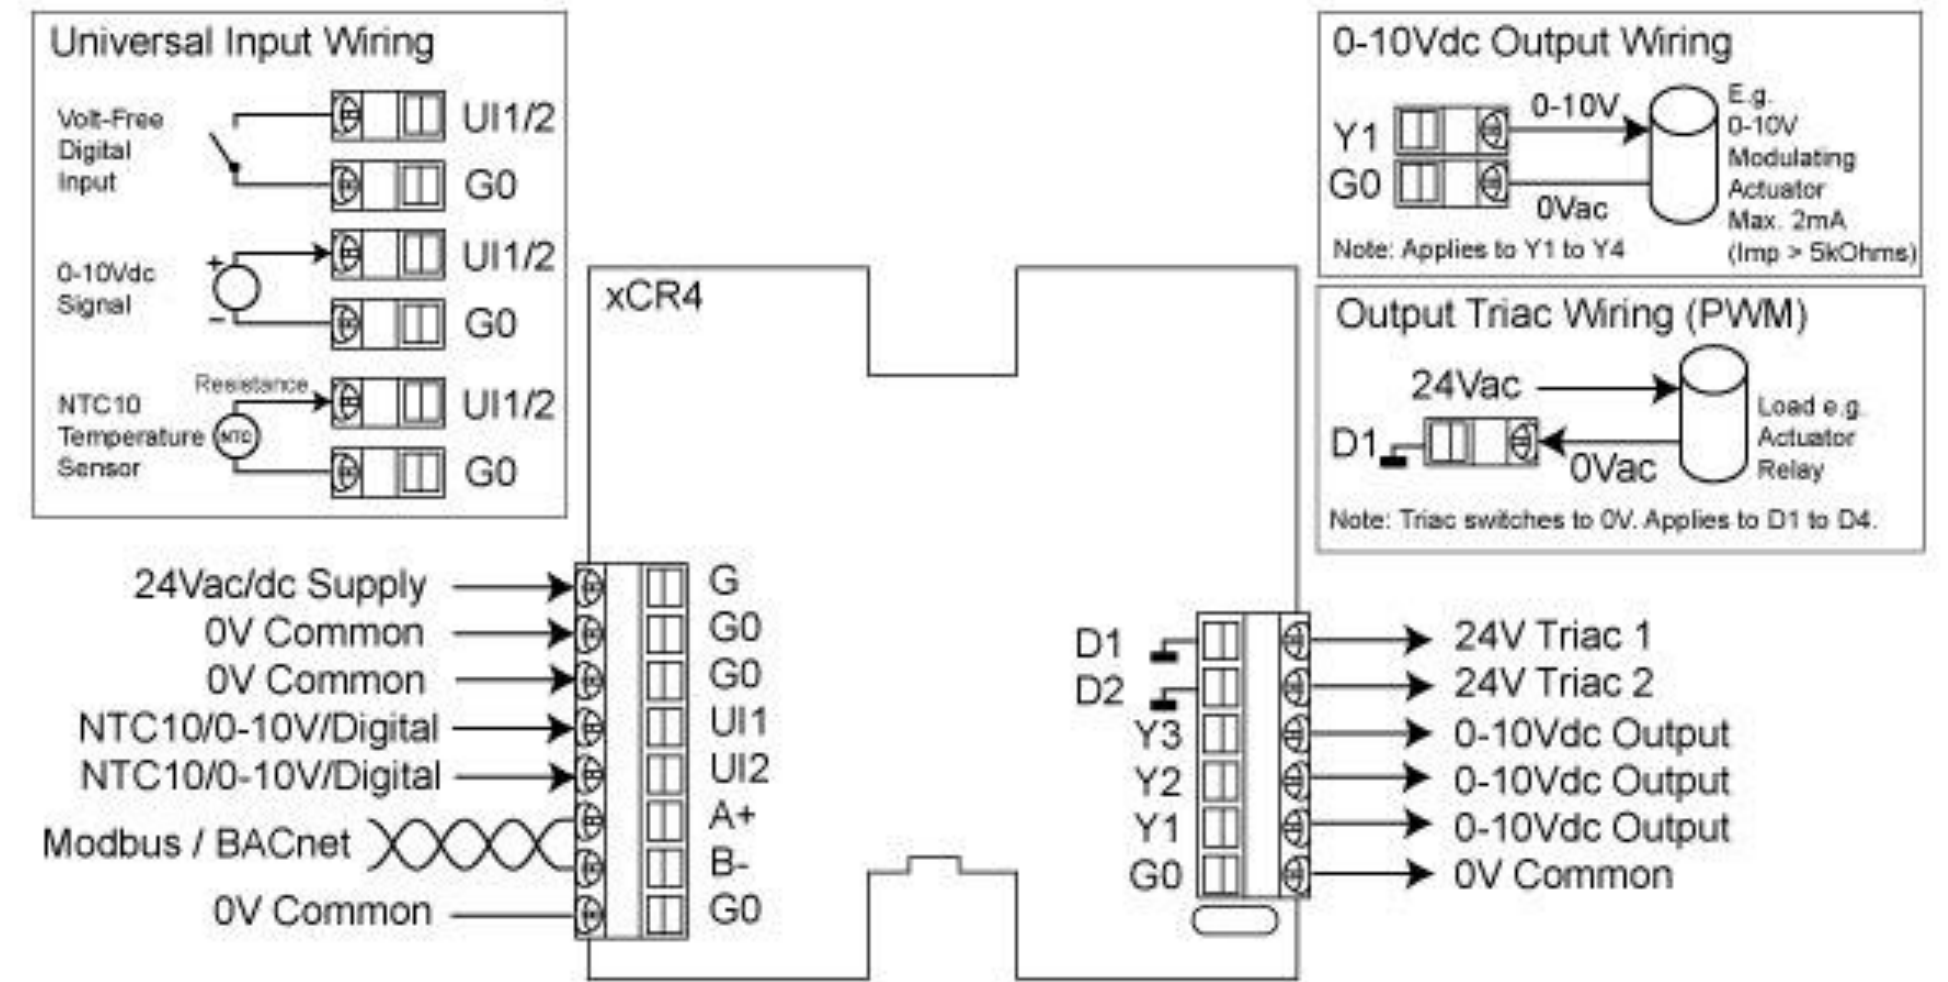 Universal Input Wiring
Volt-Free
Digital
Input
UI1/2
G0
0-10Vdc
Signal
+
−
UI1/2
G0
NTC10
Temperature
Sensor
Resistance
NTC
UI1/2
G0
0-10Vdc Output Wiring
Y1
G0
0-10V
0Vac
E.g.
0-10V
Modulating
Actuator
Max. 2mA
(Imp > 5kOhms)
Note: Applies to Y1 to Y4
Output Triac Wiring (PWM)
24Vac
D1
0Vac
Load e.g.
Actuator
Relay
Note: Triac switches to 0V. Applies to D1 to D4.
xCR4
24Vac/dc Supply G
0V Common G0
0V Common G0
NTC10/0-10V/Digital UI1
NTC10/0-10V/Digital UI2
A+
Modbus / BACnet
B-
0V Common G0
D1 24V Triac 1
D2 24V Triac 2
Y3 0-10Vdc Output
Y2 0-10Vdc Output
Y1 0-10Vdc Output
G0 0V Common